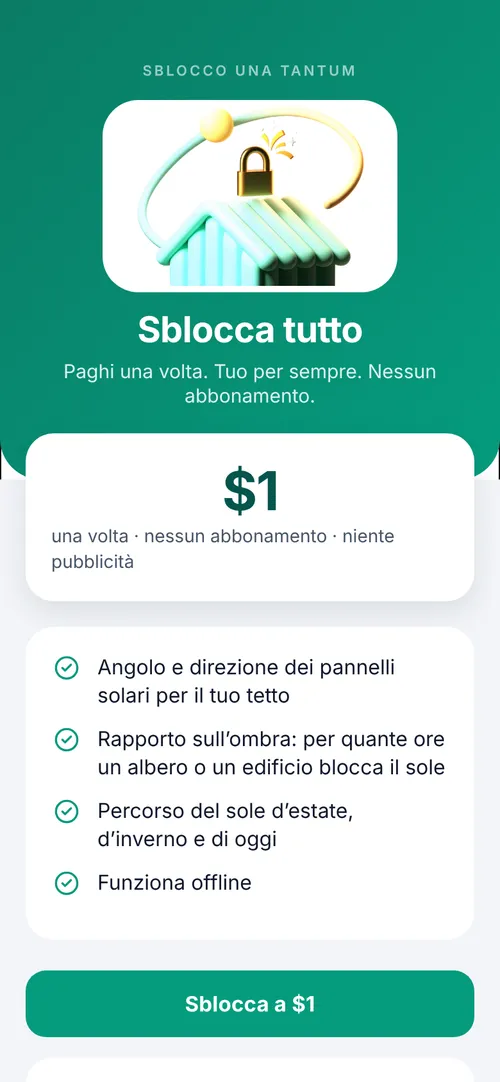 SBLOCCO UNA TANTUM
Sblocca tutto
Paghi una volta. Tuo per sempre. Nessun
abbonamento.
$1
una volta · nessun abbonamento · niente
pubblicità
Angolo e direzione dei pannelli
solari per il tuo tetto
Rapporto sull’ombra: per quante ore
un albero o un edificio blocca il sole
Percorso del sole d’estate,
d’inverno e di oggi
Funziona offline
Sblocca a $1